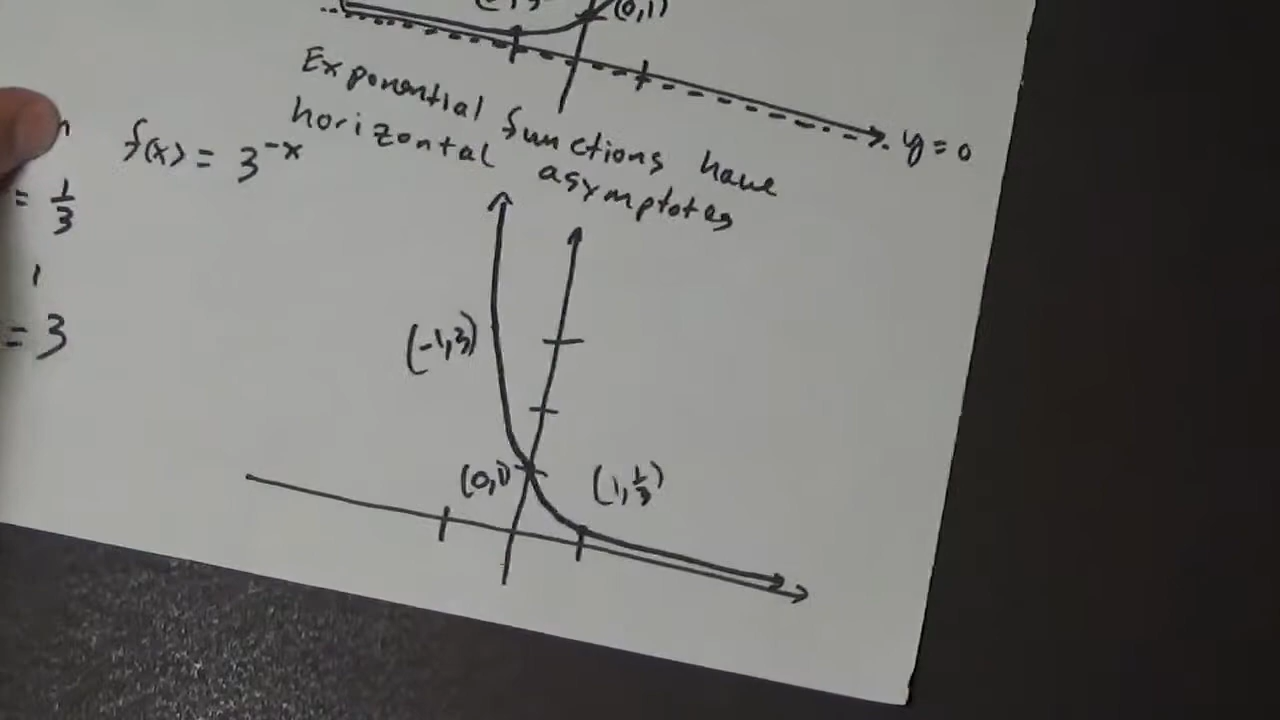 (0,1)
y = 0
Exponential functions have
horizontal asymptotes
f(x) = 3^{-x}
= 1/3
1
= 3
(-1,3)
(0,1)
(1,1/3)